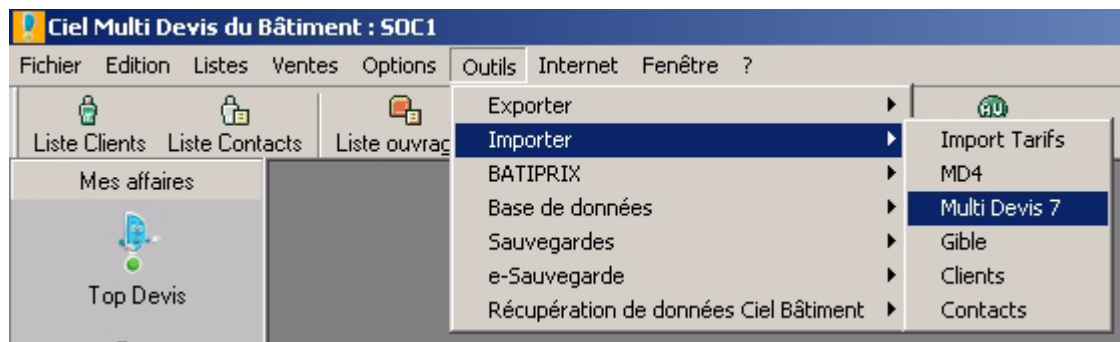 Ciel Multi Devis du Bâtiment : SOC1
Fichier Edition Listes Ventes Options Outils Internet Fenêtre ?
Liste Clients Liste Contacts Liste ouvrag
Mes affaires
Top Devis
Exporter
Importer
BATIPRIX
Base de données
Sauvegardes
e-Sauvegarde
Récupération de données Ciel Bâtiment
Import Tarifs
MD4
Multi Devis 7
Gible
Clients
Contacts